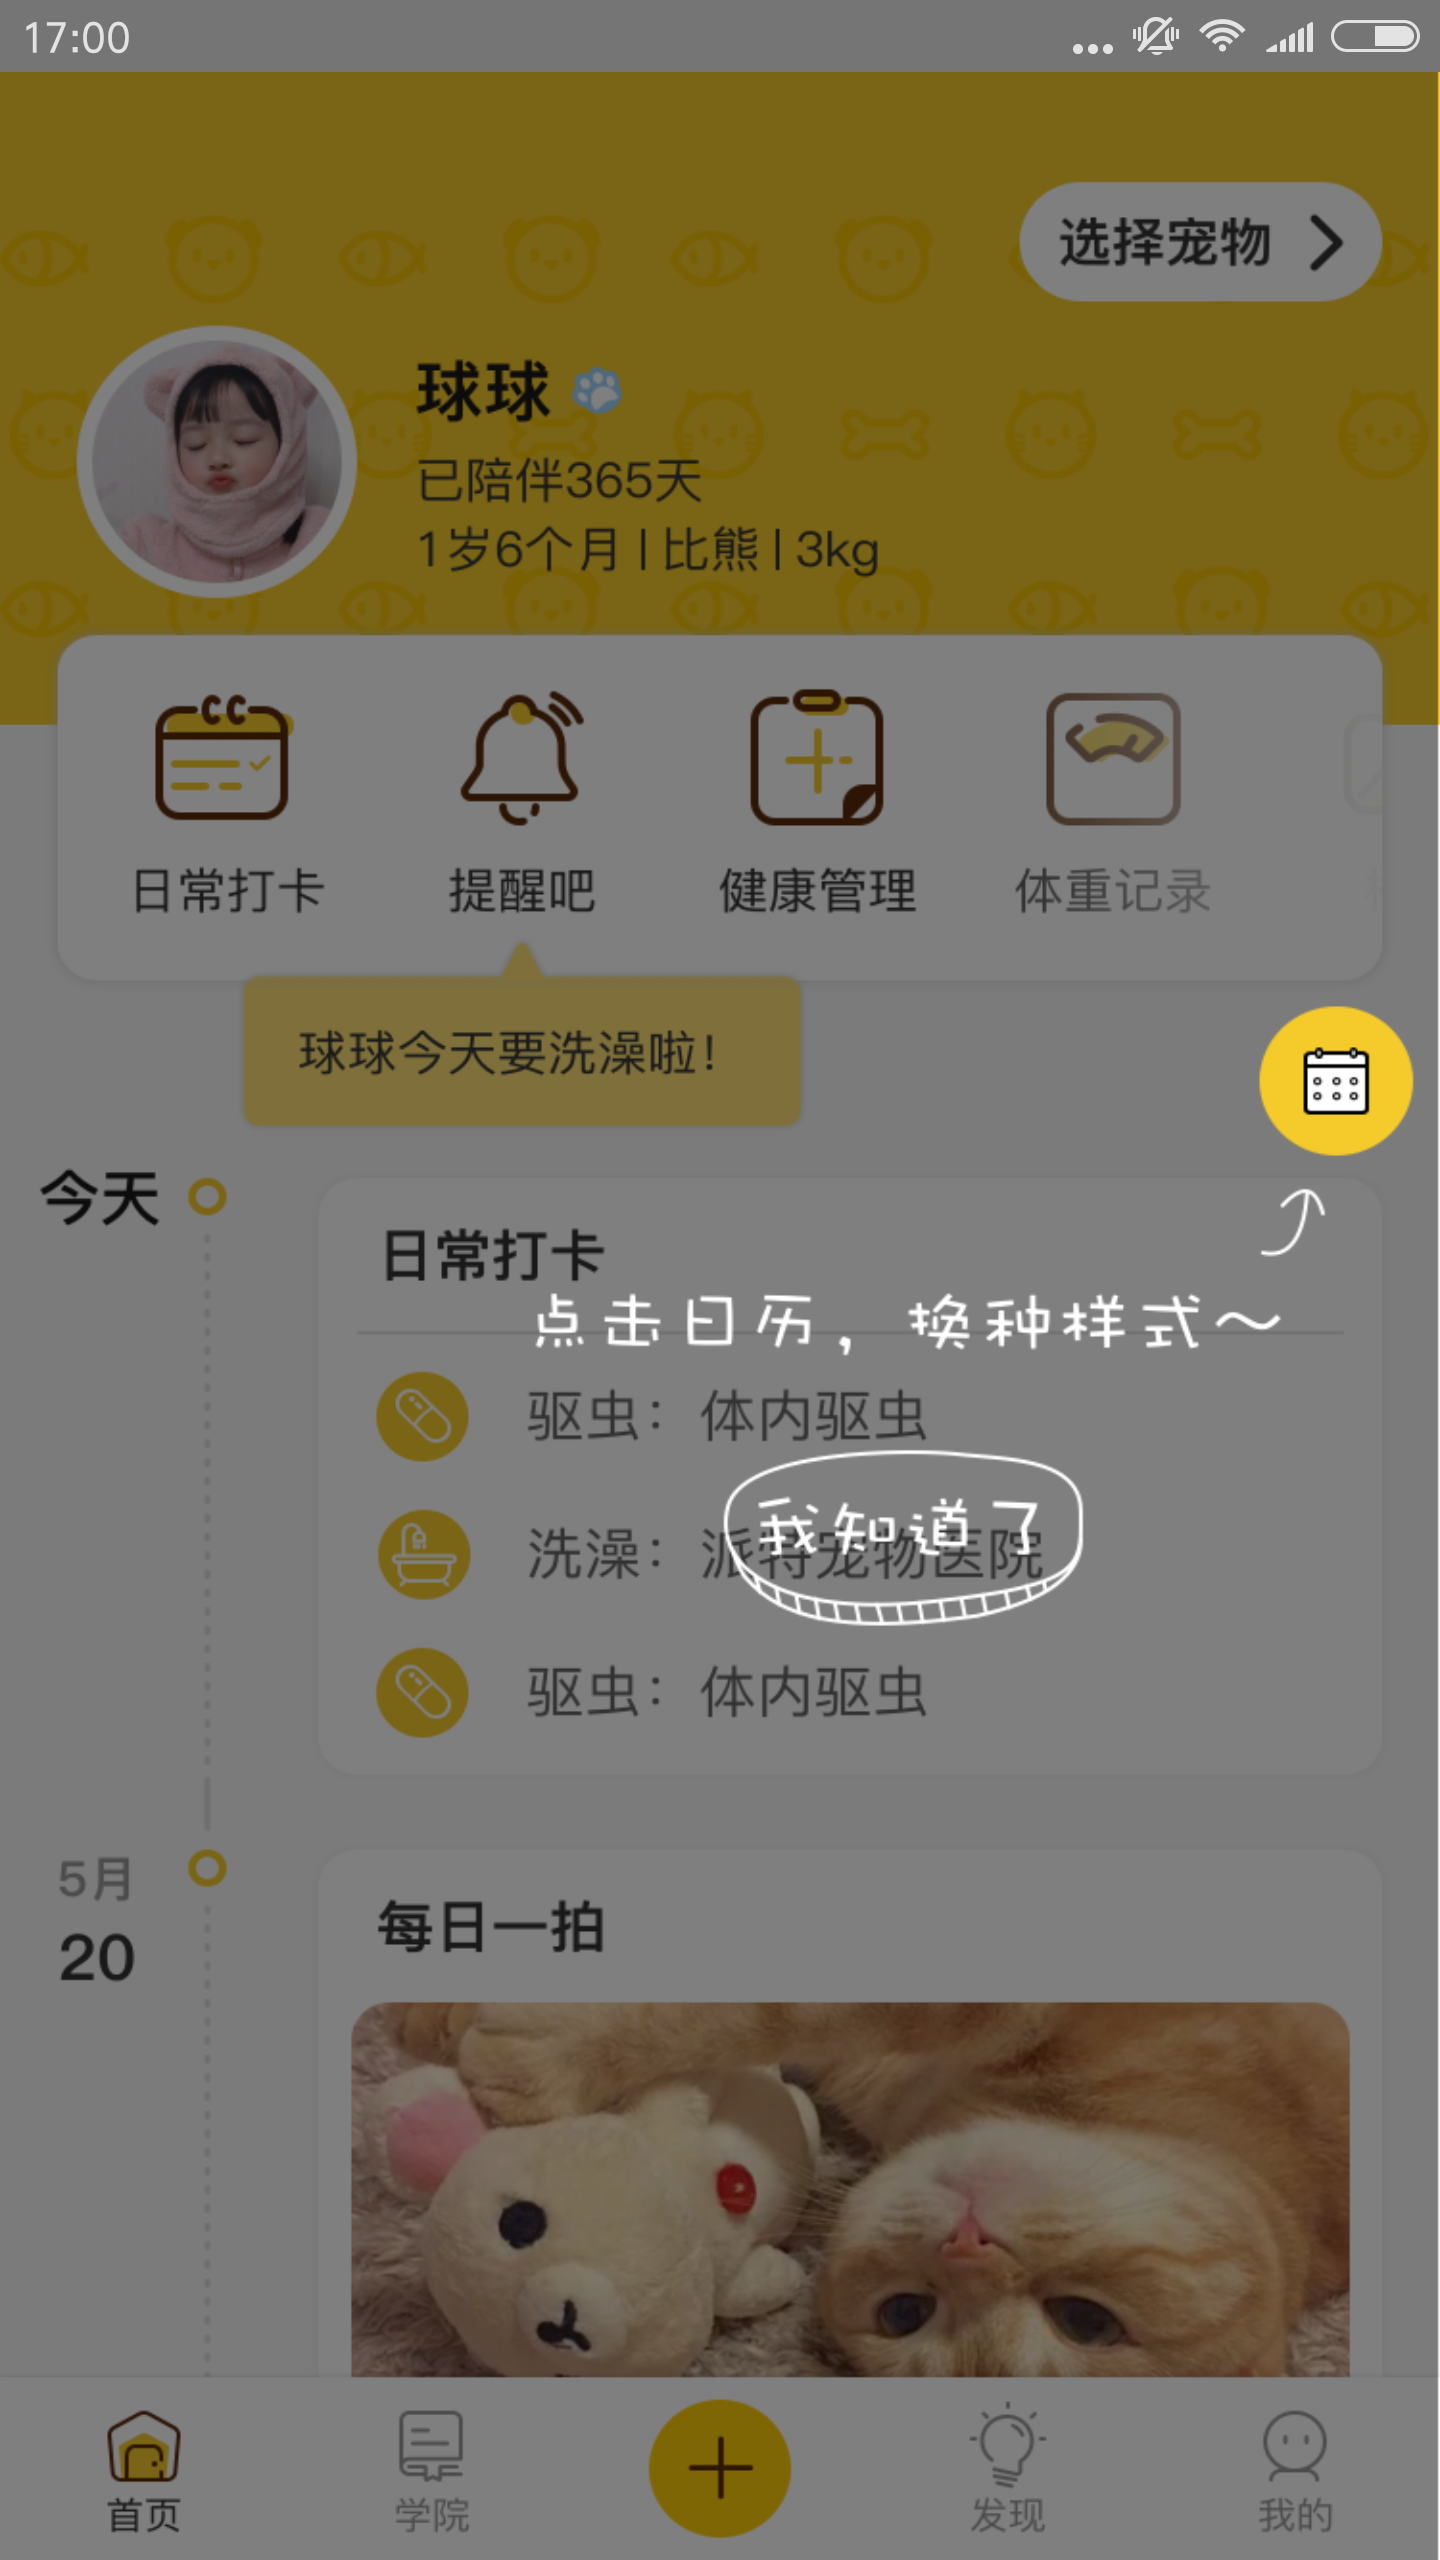 17:00
选择宠物
球球
已陪伴365天
1岁6个月 | 比熊 | 3kg
日常打卡
提醒吧
健康管理
体重记录
球球今天要洗澡啦！
今天
日常打卡
点击日历，换种样式～
驱虫：体内驱虫
我知道了
洗澡：派特宠物医院
驱虫：体内驱虫
5月
20
每日一拍
首页
学院
发现
我的